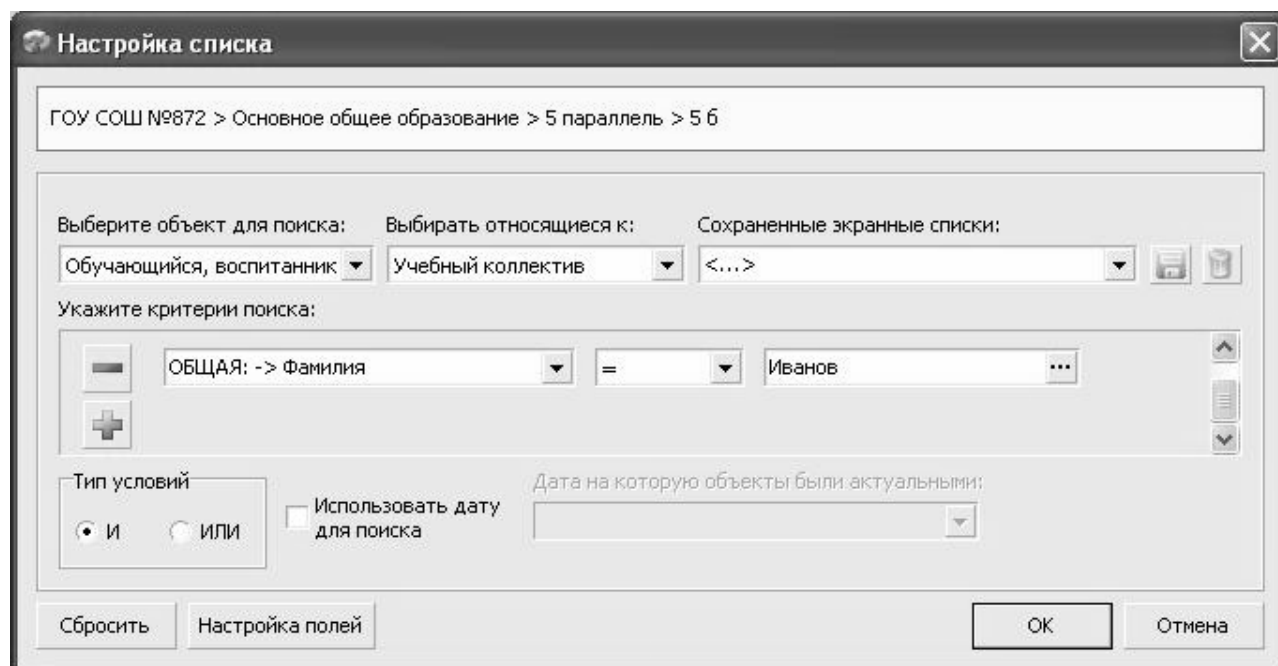 Настройка списка
ГОУ СОШ №872 > Основное общее образование > 5 параллель > 5 б
Выберите объект для поиска: Выбирать относящиеся к: Сохраненные экранные списки:
Обучающийся, воспитанник Учебный коллектив <...>
Укажите критерии поиска:
ОБЩАЯ: -> Фамилия = Иванов ...
Тип условий Дата на которую объекты были актуальными:
И ИЛИ Использовать дату
для поиска
Сбросить Настройка полей ОК Отмена